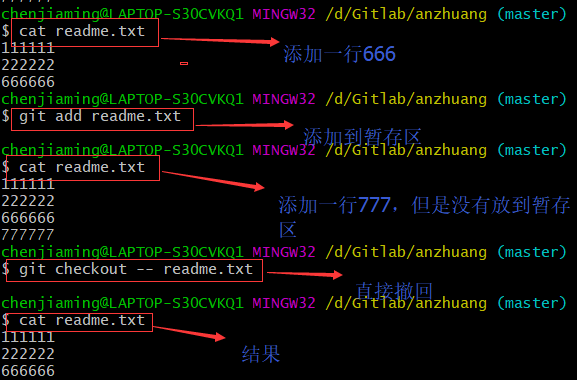 chenjiaming@LAPTOP-S30CVKQ1 MINGW32 /d/Gitlab/anzhuang (master)
$ cat readme.txt
111111
添加一行666
222222
666666
chenjiaming@LAPTOP-S30CVKQ1 MINGW32 /d/Gitlab/anzhuang (master)
$ git add readme.txt
添加到暂存区
chenjiaming@LAPTOP-S30CVKQ1 MINGW32 /d/Gitlab/anzhuang (master)
$ cat readme.txt
111111
222222
添加一行777，但是没有放到暂存
区
666666
777777
chenjiaming@LAPTOP-S30CVKQ1 MINGW32 /d/Gitlab/anzhuang (master)
$ git checkout -- readme.txt
直接撤回
chenjiaming@LAPTOP-S30CVKQ1 MINGW32 /d/Gitlab/anzhuang (master)
$ cat readme.txt
111111
222222
结果
666666